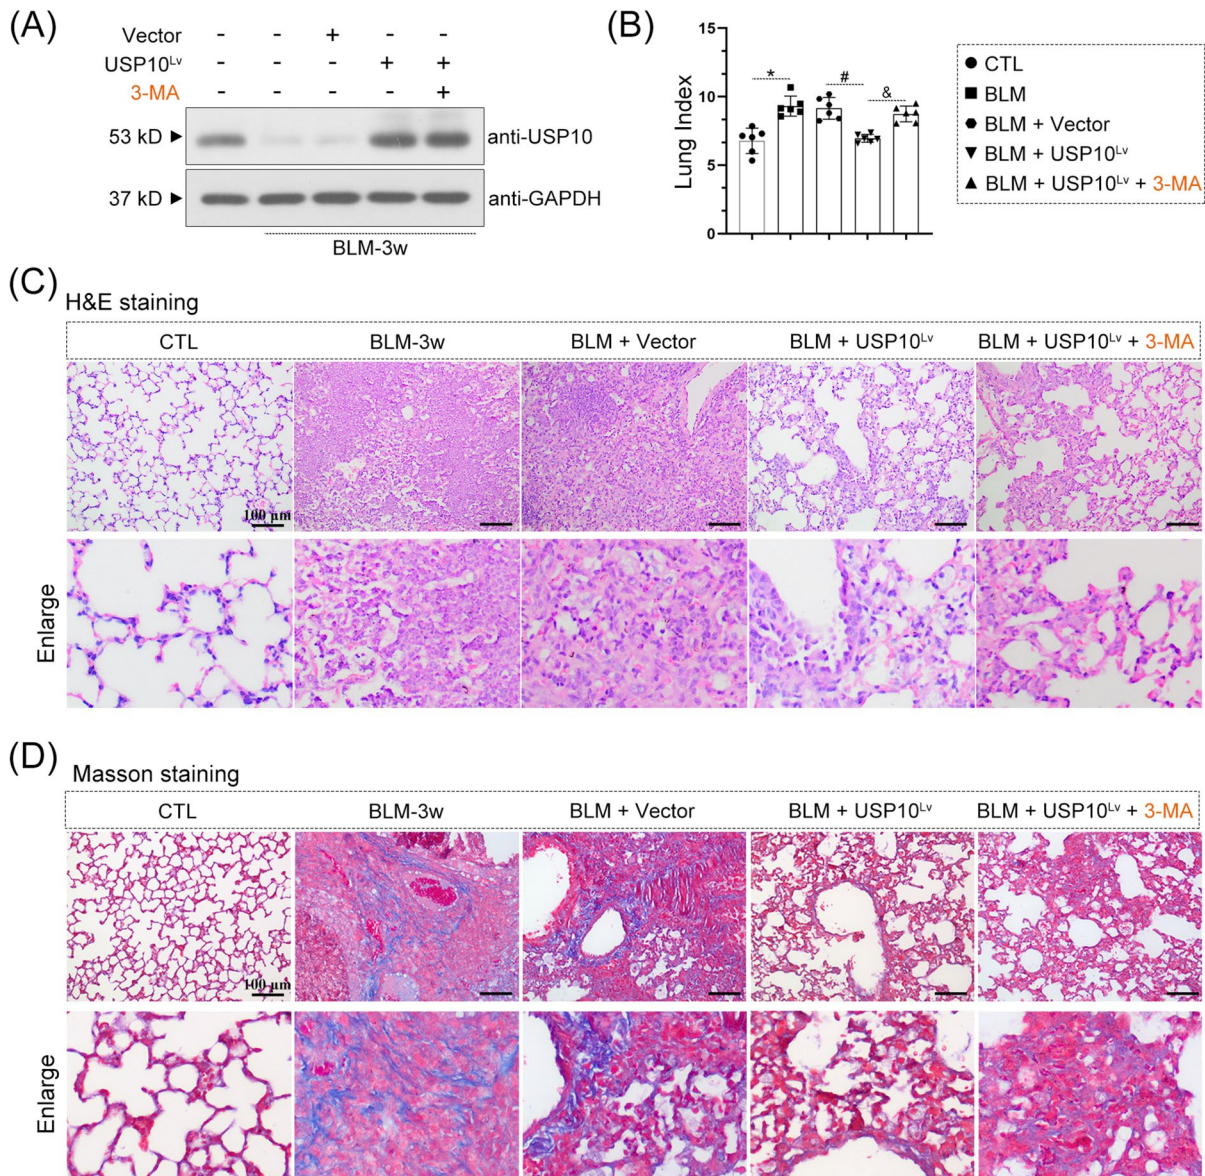 (A)
Vector - - + - -
USP10Lv - - - + +
3-MA - - - - +
53 kD ► anti-USP10
37 kD ► anti-GAPDH
BLM-3w
(B)
Lung Index
15
10
5
0
* # &
● CTL
■ BLM
⬣ BLM + Vector
▼ BLM + USP10Lv
▲ BLM + USP10Lv + 3-MA
(C)
H&E staining
CTL BLM-3w BLM + Vector BLM + USP10Lv BLM + USP10Lv + 3-MA
100 μm
Enlarge
(D)
Masson staining
CTL BLM-3w BLM + Vector BLM + USP10Lv BLM + USP10Lv + 3-MA
100 μm
Enlarge